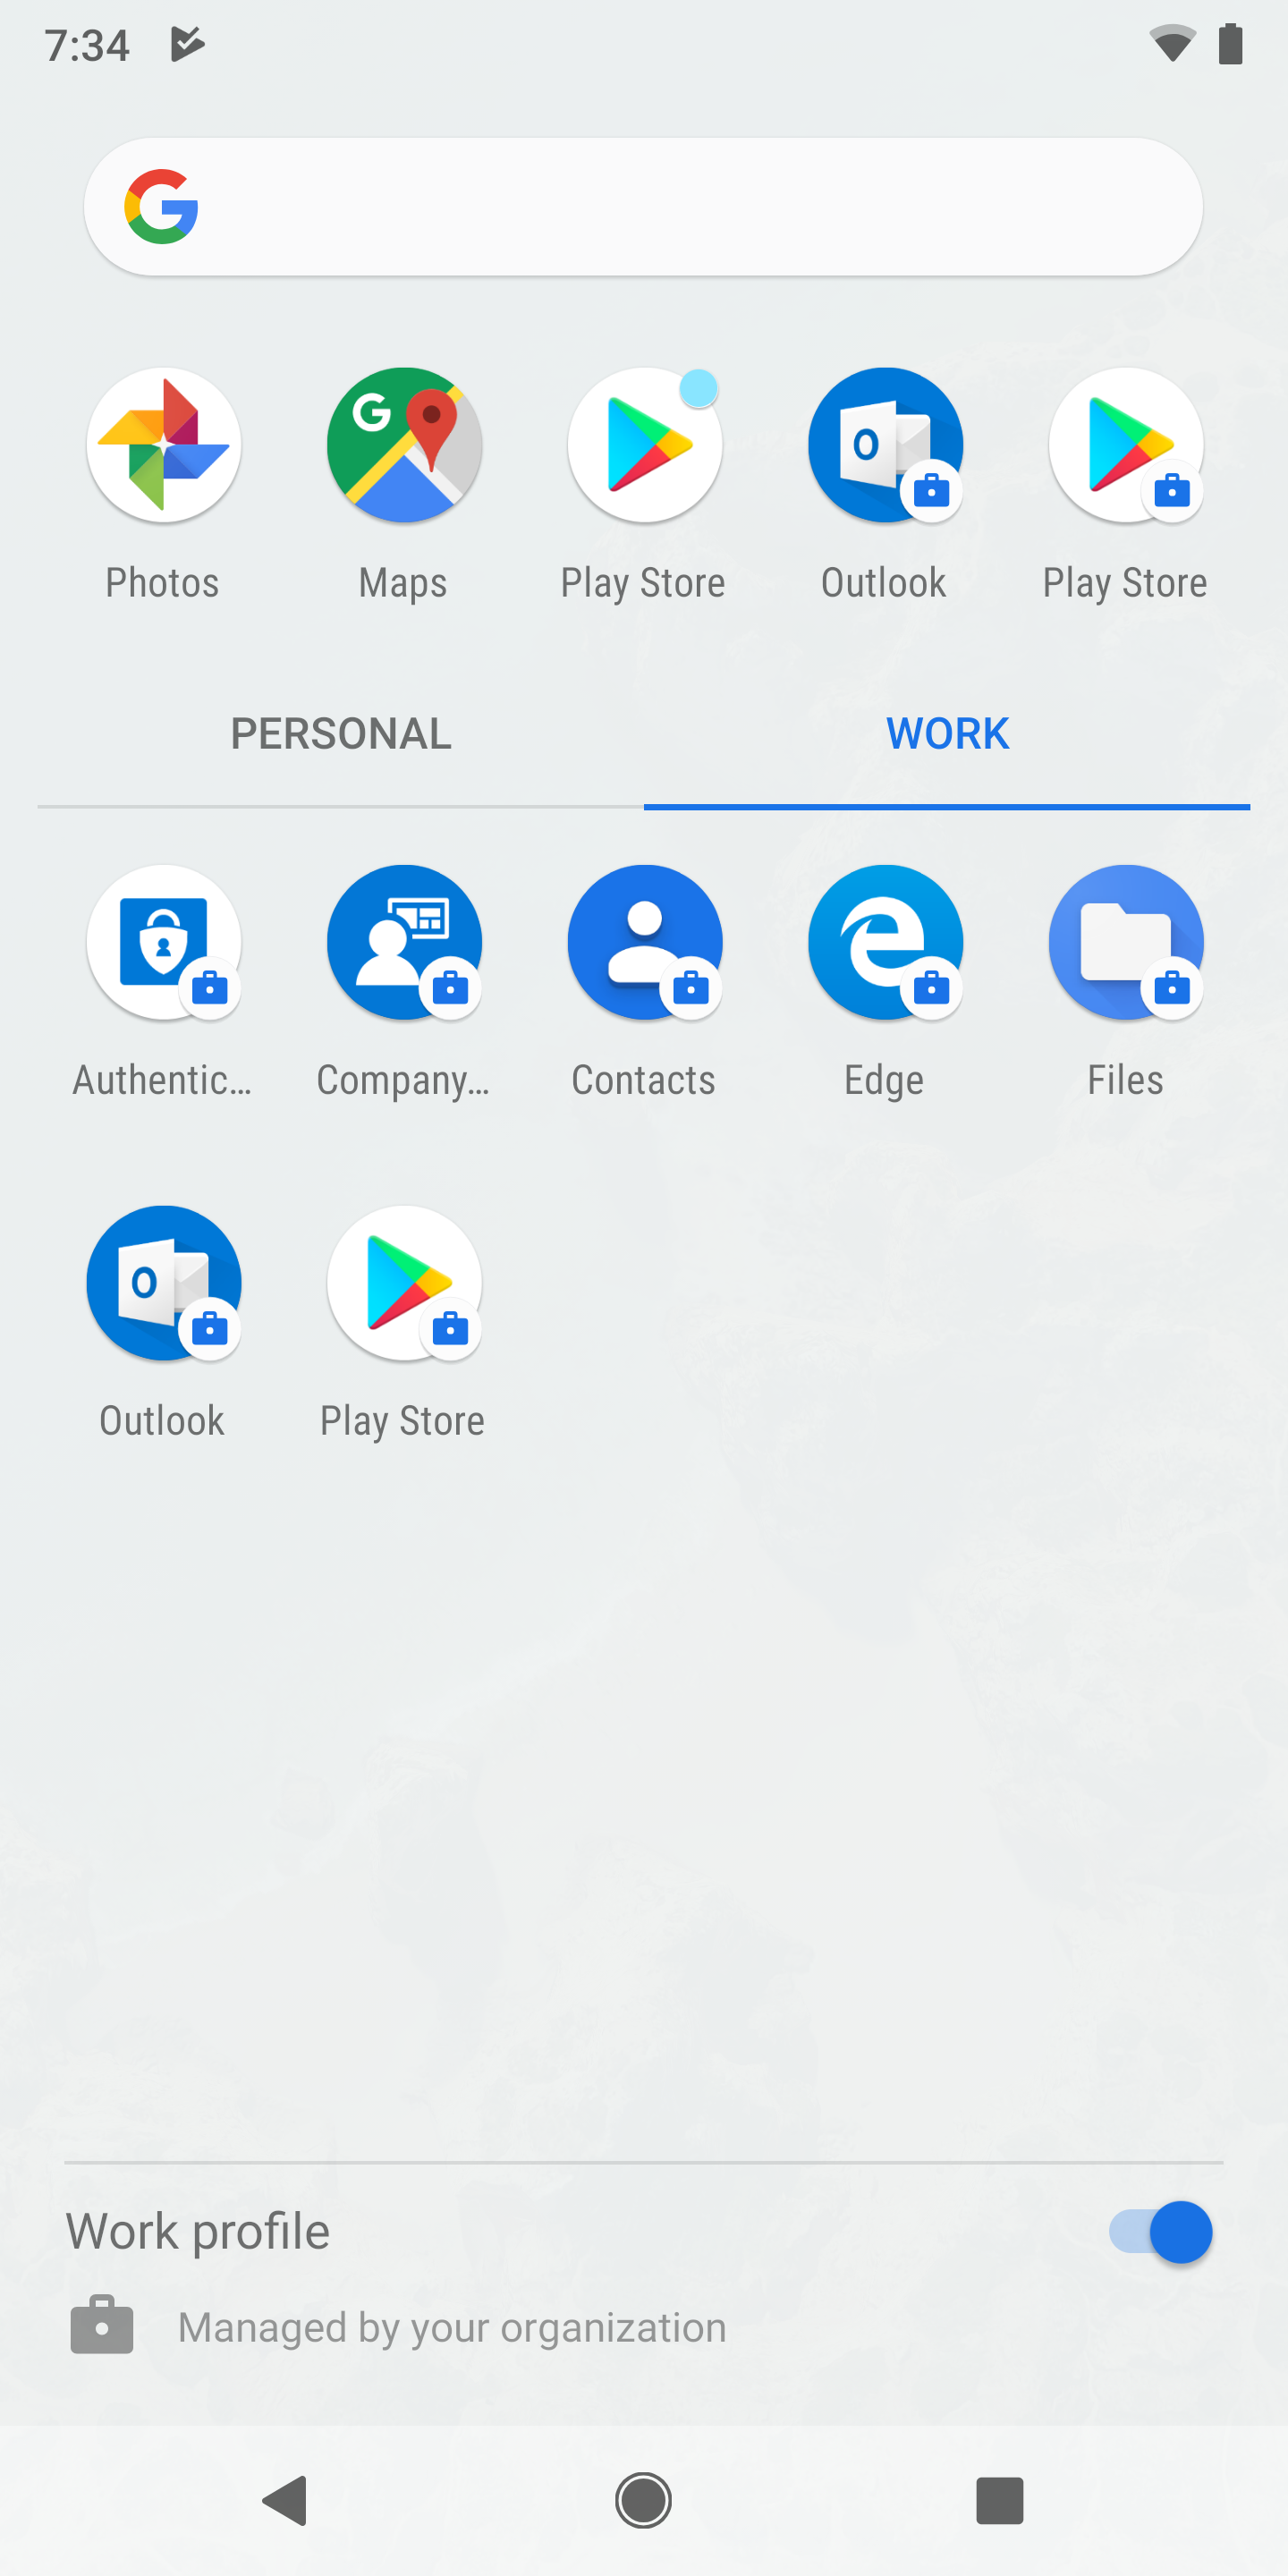 7:34
Photos Maps Play Store Outlook Play Store
PERSONAL WORK
Authentic... Company... Contacts Edge Files
Outlook Play Store
Work profile
Managed by your organization